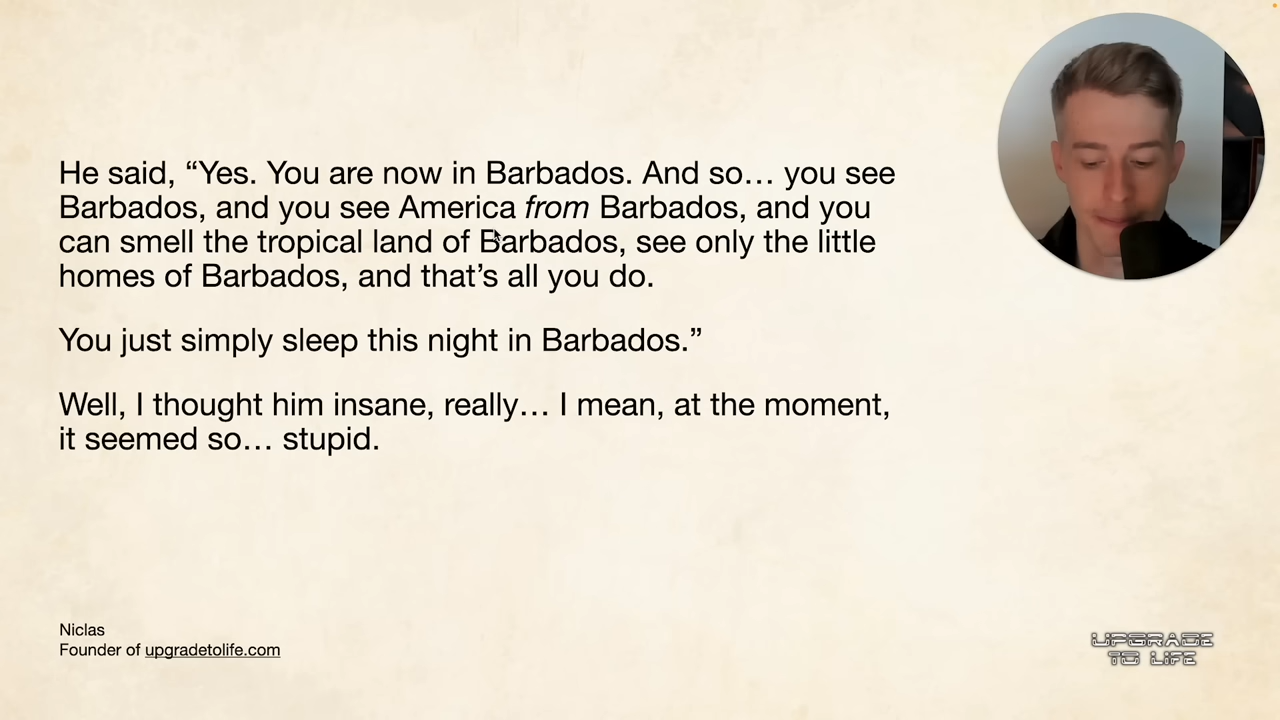 He said, “Yes. You are now in Barbados. And so… you see
Barbados, and you see America from Barbados, and you
can smell the tropical land of Barbados, see only the little
homes of Barbados, and that’s all you do.
You just simply sleep this night in Barbados.”
Well, I thought him insane, really… I mean, at the moment,
it seemed so… stupid.
Niclas
Founder of upgradetolife.com
UPGRADE
TO LIFE